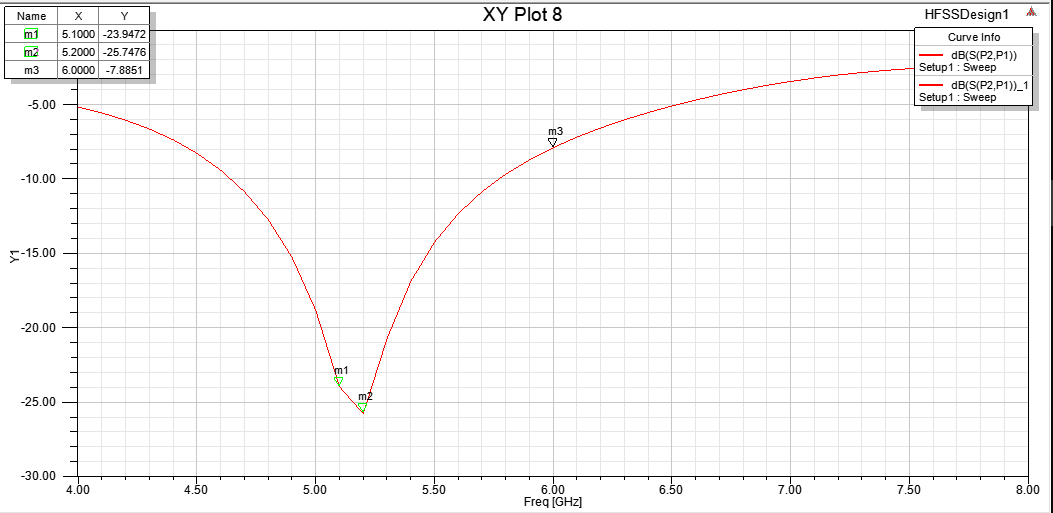 XY Plot 8
HFSSDesign1
Name X Y
m1 5.1000 -23.9472
m2 5.2000 -25.7476
m3 6.0000 -7.8851
Curve Info
dB(S(P2,P1))
Setup1 : Sweep
dB(S(P2,P1))_1
Setup1 : Sweep
-5.00
-10.00
-15.00
-20.00
-25.00
-30.00
Y1
m1
m2
m3
4.00 4.50 5.00 5.50 6.00 6.50 7.00 7.50 8.00
Freq [GHz]